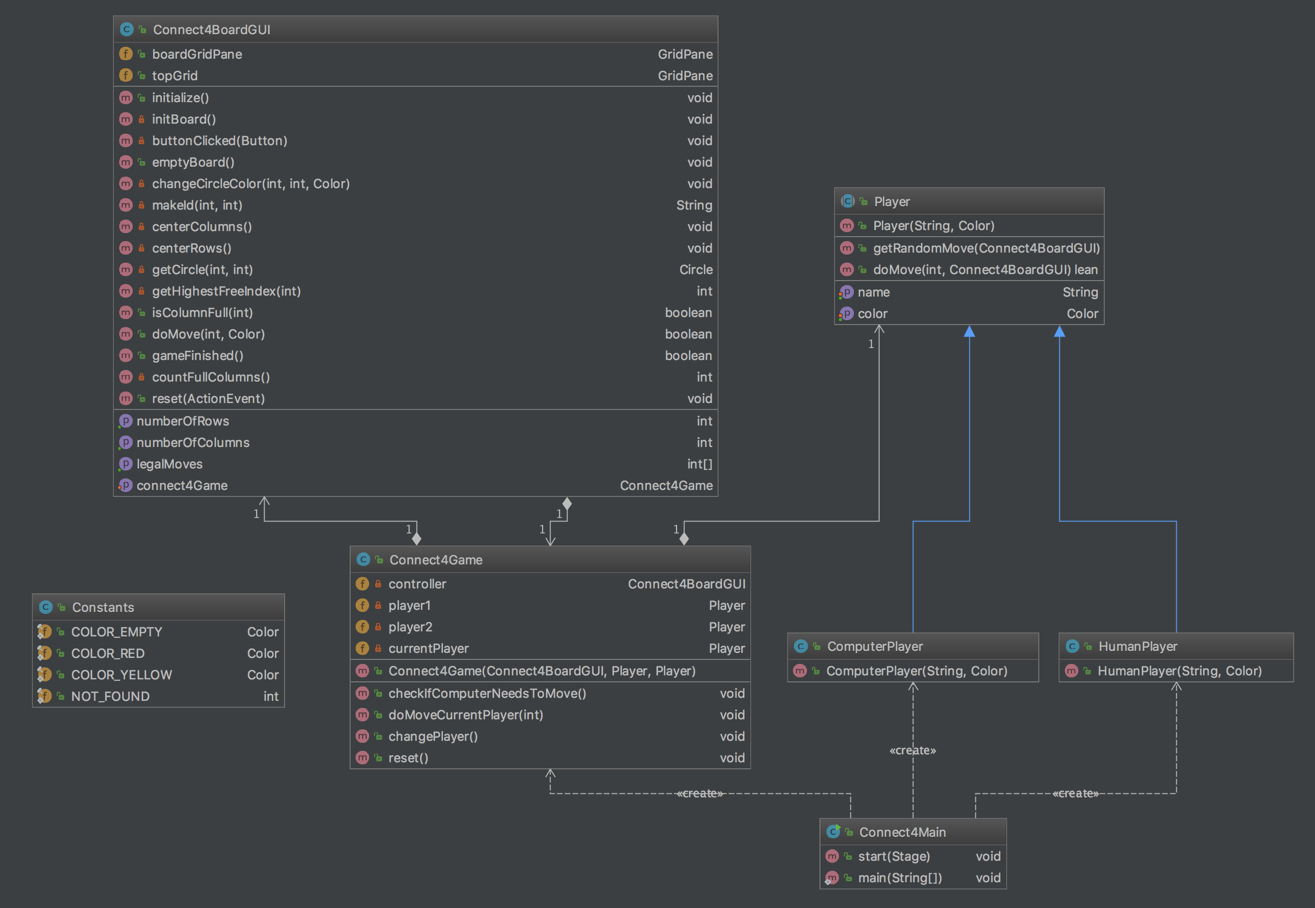 Connect4BoardGUI
boardGridPane GridPane
topGrid GridPane
initialize() void
initBoard() void
buttonClicked(Button) void
emptyBoard() void
changeCircleColor(int, int, Color) void
makeId(int, int) String
centerColumns() void
centerRows() void
getCircle(int, int) Circle
getHighestFreeIndex(int) int
isColumnFull(int) boolean
doMove(int, Color) boolean
gameFinished() boolean
countFullColumns() int
reset(ActionEvent) void
numberOfRows int
numberOfColumns int
legalMoves int[]
connect4Game Connect4Game
Player
Player(String, Color)
getRandomMove(Connect4BoardGUI)
doMove(int, Connect4BoardGUI) lean
name String
color Color
1
1
1
1
1
1
Connect4Game
controller Connect4BoardGUI
player1 Player
player2 Player
currentPlayer Player
Connect4Game(Connect4BoardGUI, Player, Player)
checkIfComputerNeedsToMove() void
doMoveCurrentPlayer(int) void
changePlayer() void
reset() void
Constants
COLOR_EMPTY Color
COLOR_RED Color
COLOR_YELLOW Color
NOT_FOUND int
ComputerPlayer
ComputerPlayer(String, Color)
HumanPlayer
HumanPlayer(String, Color)
«create»
«create»
«create»
Connect4Main
start(Stage) void
main(String[]) void